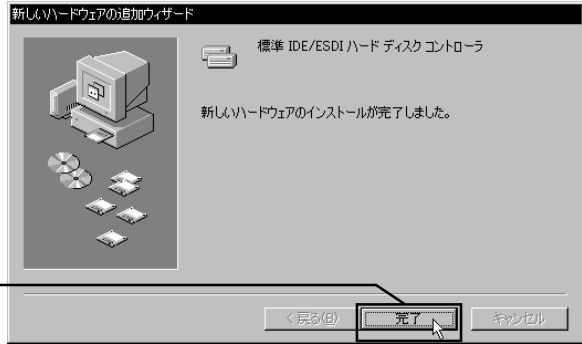 新しいハードウェアの追加ウィザード
標準 IDE/ESDI ハード ディスク コントローラ
新しいハードウェアのインストールが完了しました。
< 戻る(B)
完了
キャンセル